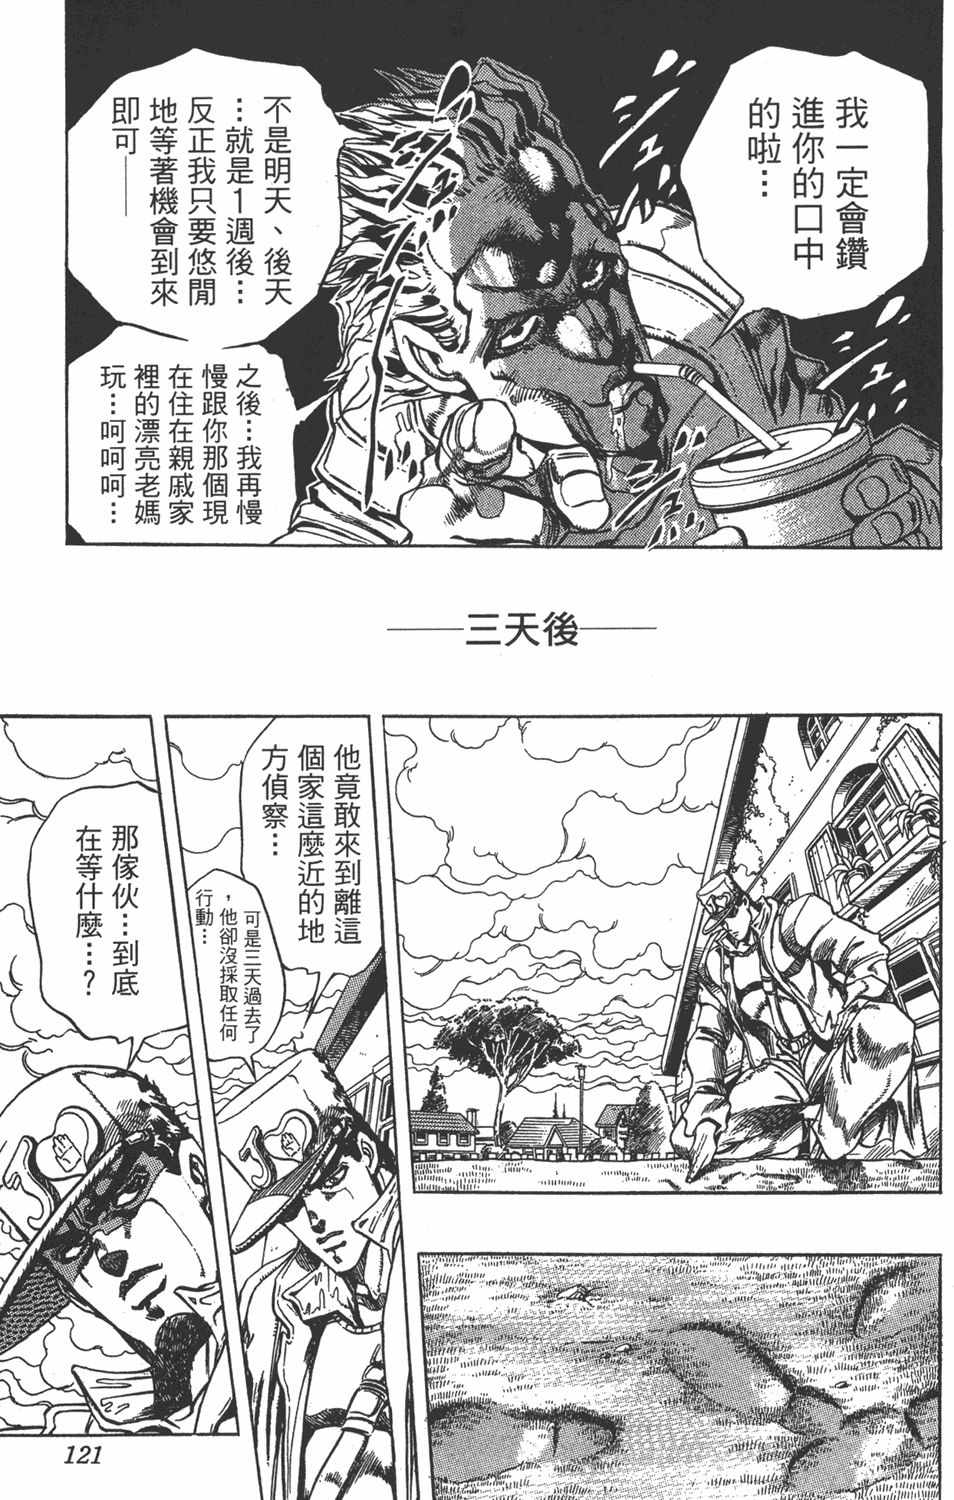 我一定會鑽
進你的口中
的啦…
不是明天、後天
…就是1週後…
反正我只要悠閒
地等著機會到來
即可——
之後…我再慢
慢跟你那個現
在住在親戚家
裡的漂亮老媽
玩…呵呵呵…
——三天後——
他竟敢來到離這
個家這麼近的地
方偵察…
可是三天過去了
，他卻沒採取任何
行動…
那傢伙…到底
在等什麼…?
121